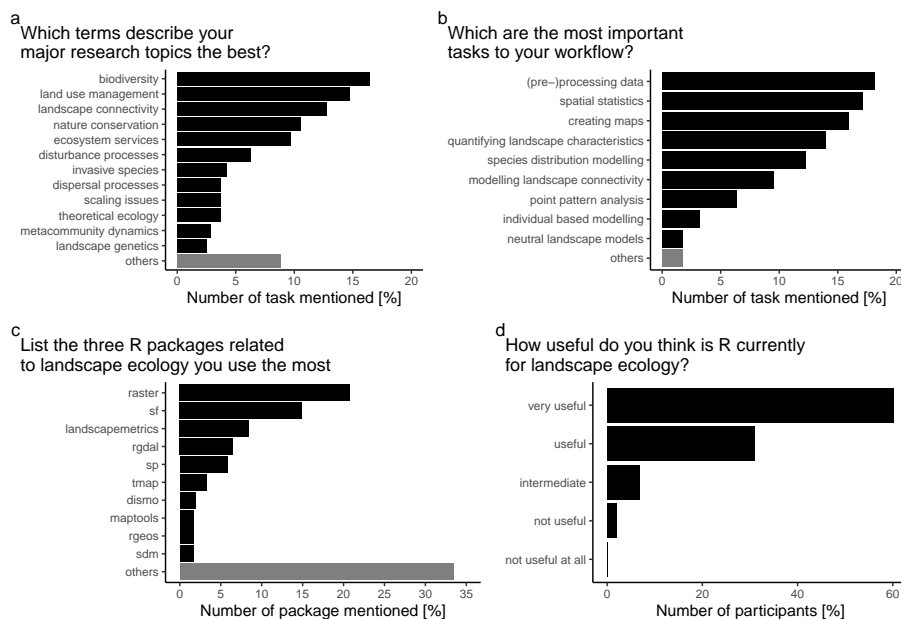 a
Which terms describe your
major research topics the best?
biodiversity
land use management
landscape connectivity
nature conservation
ecosystem services
disturbance processes
invasive species
dispersal processes
scaling issues
theoretical ecology
metacommunity dynamics
landscape genetics
others
0 5 10 15 20
Number of task mentioned [%]
b
Which are the most important
tasks to your workflow?
(pre−)processing data
spatial statistics
creating maps
quantifying landscape characteristics
species distribution modelling
modelling landscape connectivity
point pattern analysis
individual based modelling
neutral landscape models
others
0 5 10 15 20
Number of task mentioned [%]
c
List the three R packages related
to landscape ecology you use the most
raster
sf
landscapemetrics
rgdal
sp
tmap
dismo
maptools
rgeos
sdm
others
0 5 10 15 20 25 30 35
Number of package mentioned [%]
d
How useful do you think is R currently
for landscape ecology?
very useful
useful
intermediate
not useful
not useful at all
0 20 40 60
Number of participants [%]